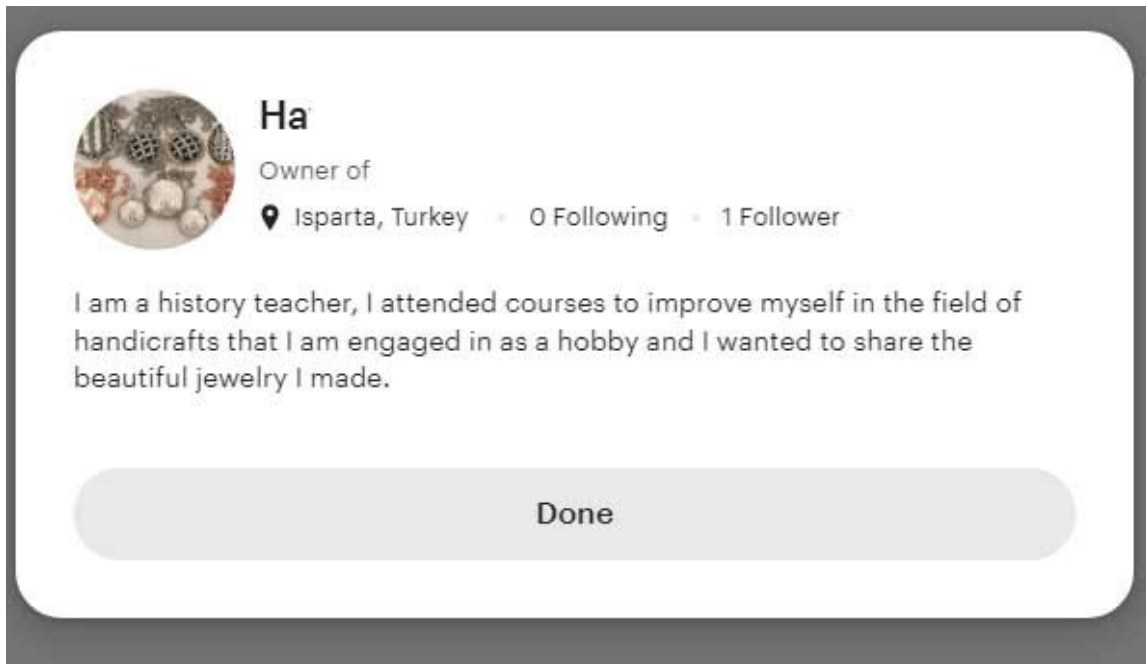 Ha
Owner of
Isparta, Turkey 0 Following 1 Follower
I am a history teacher, I attended courses to improve myself in the field of
handicrafts that I am engaged in as a hobby and I wanted to share the
beautiful jewelry I made.
Done